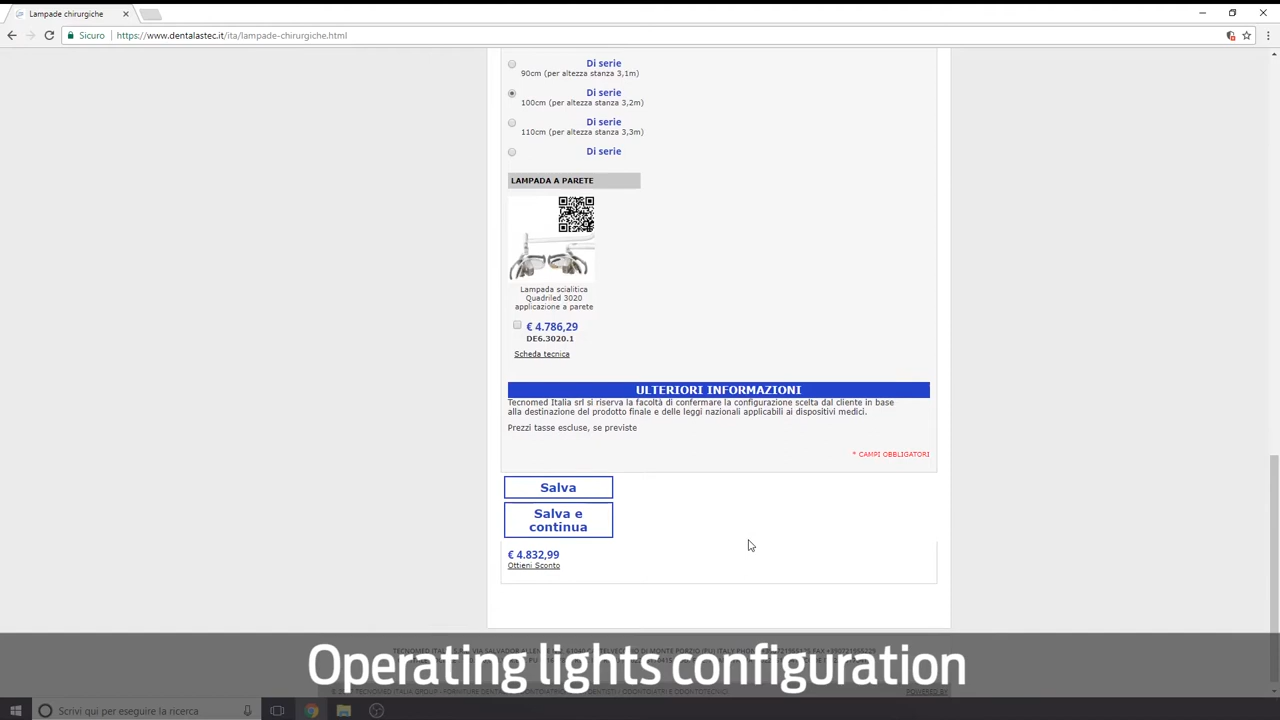 Lampade chirurgiche
Sicuro
https://www.dentalastec.it/ita/lampade-chirurgiche.html
Di serie
90cm (per altezza stanza 3,1m)
Di serie
100cm (per altezza stanza 3,2m)
Di serie
110cm (per altezza stanza 3,3m)
Di serie
LAMPADA A PARETE
Lampada scialitica
Quadriled 3020
applicazione a parete
€ 4.786,29
DE6.3020.1
Scheda tecnica
ULTERIORI INFORMAZIONI
Tecnomed Italia srl si riserva la facoltà di confermare la configurazione scelta dal cliente in base
alla destinazione del prodotto finale e delle leggi nazionali applicabili ai dispositivi medici.
Prezzi tasse escluse, se previste
* CAMPI OBBLIGATORI
Salva
Salva e
continua
€ 4.832,99
Ottieni Sconto
Operating lights configuration
POWERED BY
Scrivi qui per eseguire la ricerca